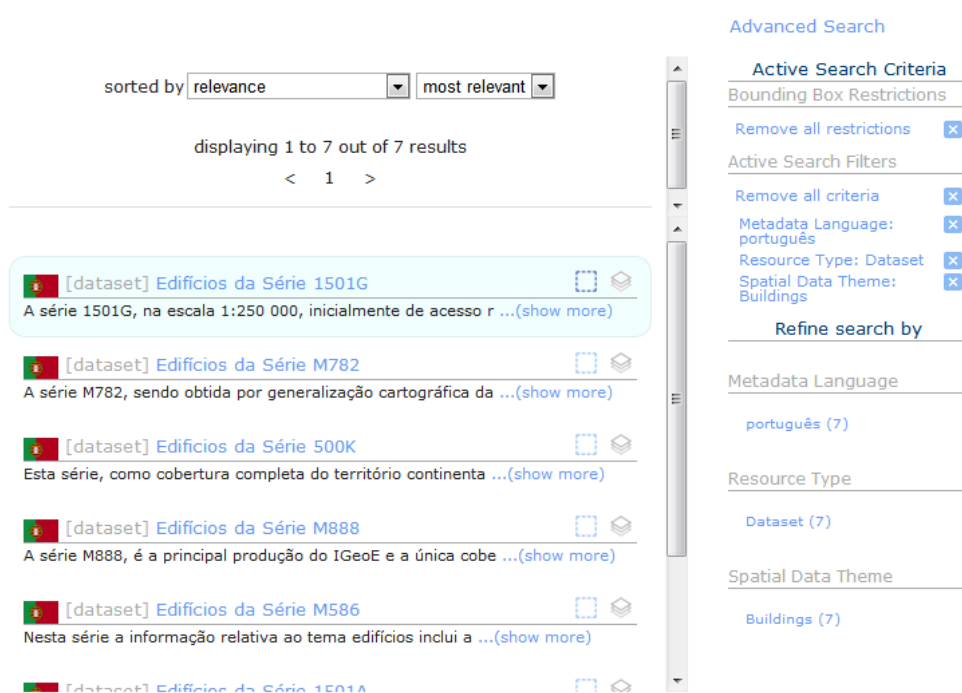 Advanced Search
sorted by relevance most relevant
displaying 1 to 7 out of 7 results
< 1 >
[dataset] Edifícios da Série 1501G
A série 1501G, na escala 1:250 000, inicialmente de acesso r ...(show more)
[dataset] Edifícios da Série M782
A série M782, sendo obtida por generalização cartográfica da ...(show more)
[dataset] Edificios da Série 500K
Esta série, como cobertura completa do território continenta ...(show more)
[dataset] Edifícios da Série M888
A série M888, é a principal produção do IGeoE e a única cobe ...(show more)
[dataset] Edifícios da Série M586
Nesta série a informação relativa ao tema edifícios inclui a ...(show more)
[dataset] Edifícios da Série 1501A
Active Search Criteria
Bounding Box Restrictions
Remove all restrictions
Active Search Filters
Remove all criteria
Metadata Language:
português
Resource Type: Dataset
Spatial Data Theme:
Buildings
Refine search by
Metadata Language
português (7)
Resource Type
Dataset (7)
Spatial Data Theme
Buildings (7)